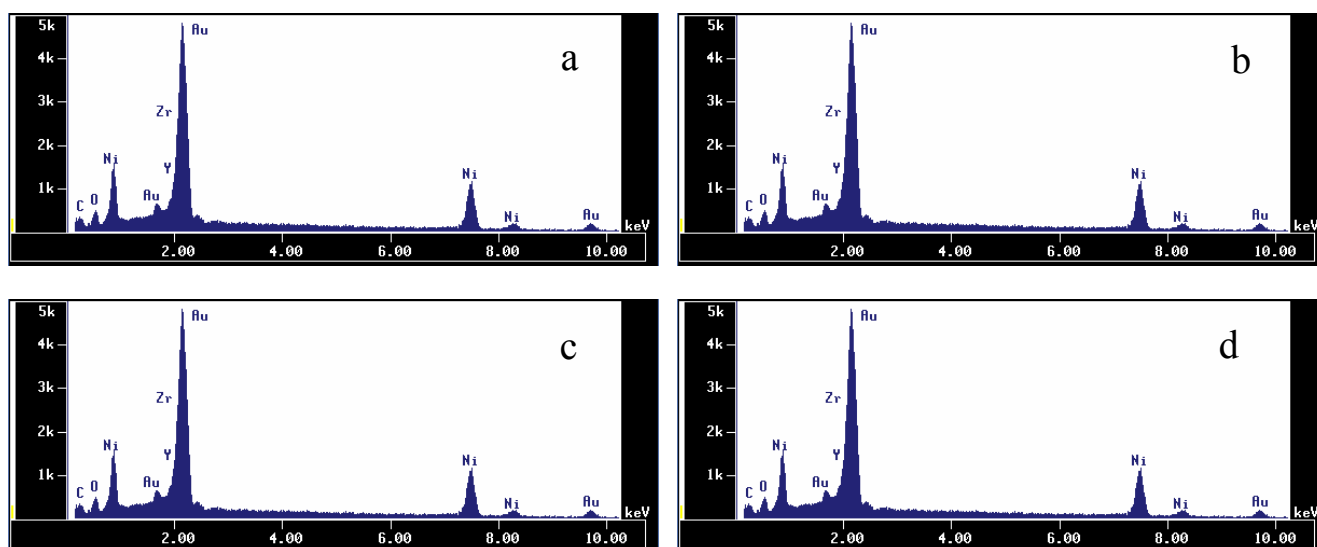 5k Au a
4k
3k Zr
2k Ni Y Ni
1k C O Au Ni Au keV
2.00 4.00 6.00 8.00 10.00
5k Au b
4k
3k Zr
2k Ni Y Ni
1k C O Au Ni Au keV
2.00 4.00 6.00 8.00 10.00
5k Au c
4k
3k Zr
2k Ni Y Ni
1k C O Au Ni Au keV
2.00 4.00 6.00 8.00 10.00
5k Au d
4k
3k Zr
2k Ni Y Ni
1k C O Au Ni Au keV
2.00 4.00 6.00 8.00 10.00